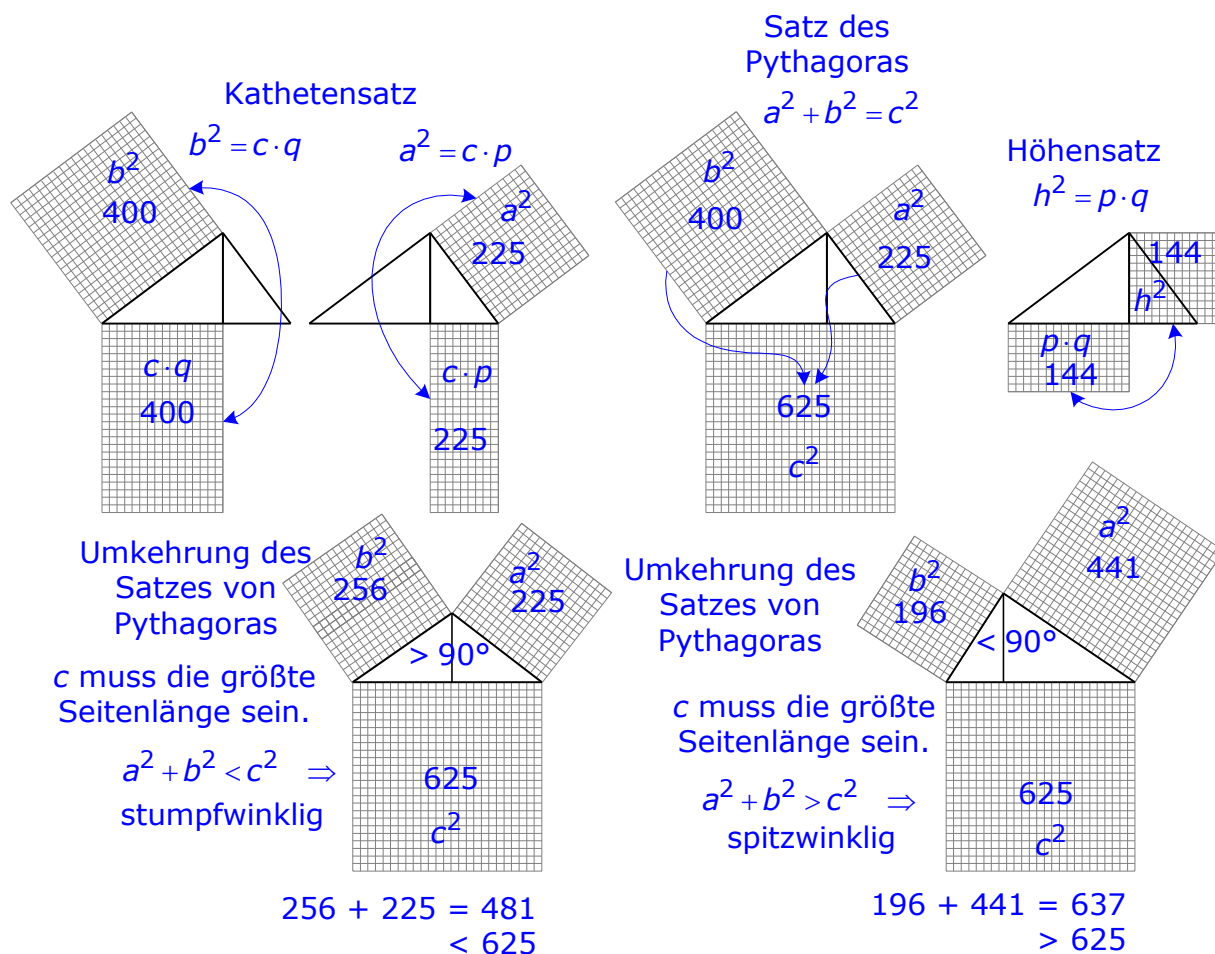 Kathetensatz
b² = c · q
a² = c · p
b²
400
a²
225
c · q
400
c · p
225
Satz des
Pythagoras
a² + b² = c²
b²
400
a²
225
625
c²
Höhensatz
h² = p · q
144
h²
p · q
144
Umkehrung des
Satzes von
Pythagoras
c muss die größte
Seitenlänge sein.
a² + b² < c² ⇒
stumpfwinklig
b²
256
a²
225
> 90°
625
c²
256 + 225 = 481
< 625
Umkehrung des
Satzes von
Pythagoras
c muss die größte
Seitenlänge sein.
a² + b² > c² ⇒
spitzwinklig
b²
196
a²
441
< 90°
625
c²
196 + 441 = 637
> 625